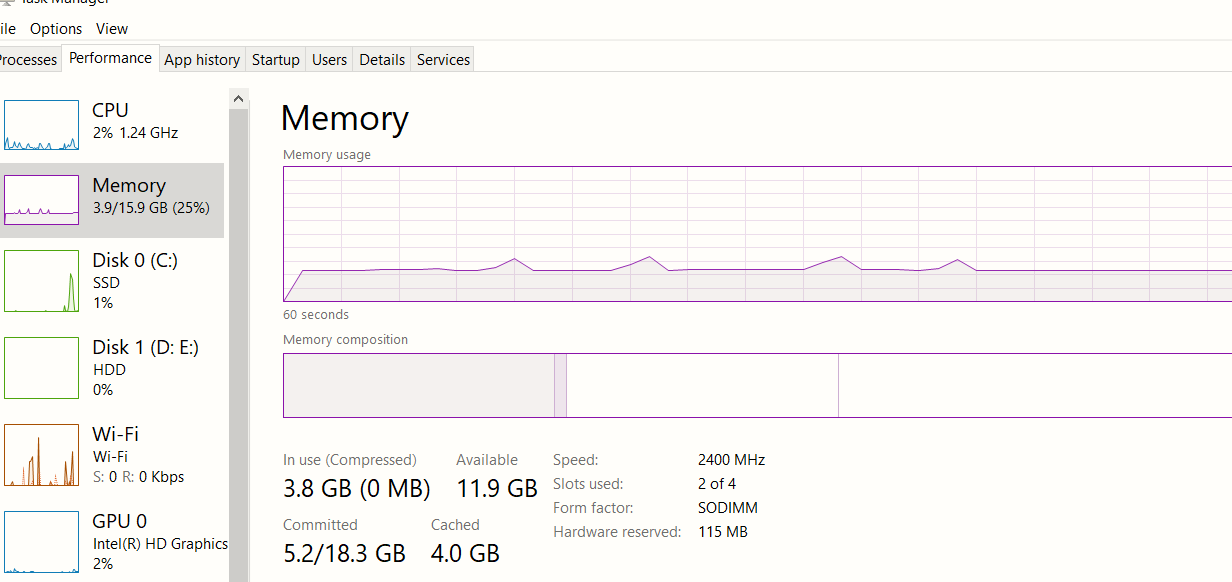 Task Manager
ile Options View
Processes Performance App history Startup Users Details Services
CPU
2% 1.24 GHz
Memory
3.9/15.9 GB (25%)
Disk 0 (C:)
SSD
1%
Disk 1 (D: E:)
HDD
0%
Wi-Fi
Wi-Fi
S: 0 R: 0 Kbps
GPU 0
Intel(R) HD Graphics
2%
Memory
Memory usage
60 seconds
Memory composition
In use (Compressed)
3.8 GB (0 MB)
Available
11.9 GB
Committed
5.2/18.3 GB
Cached
4.0 GB
Speed: 2400 MHz
Slots used: 2 of 4
Form factor: SODIMM
Hardware reserved: 115 MB